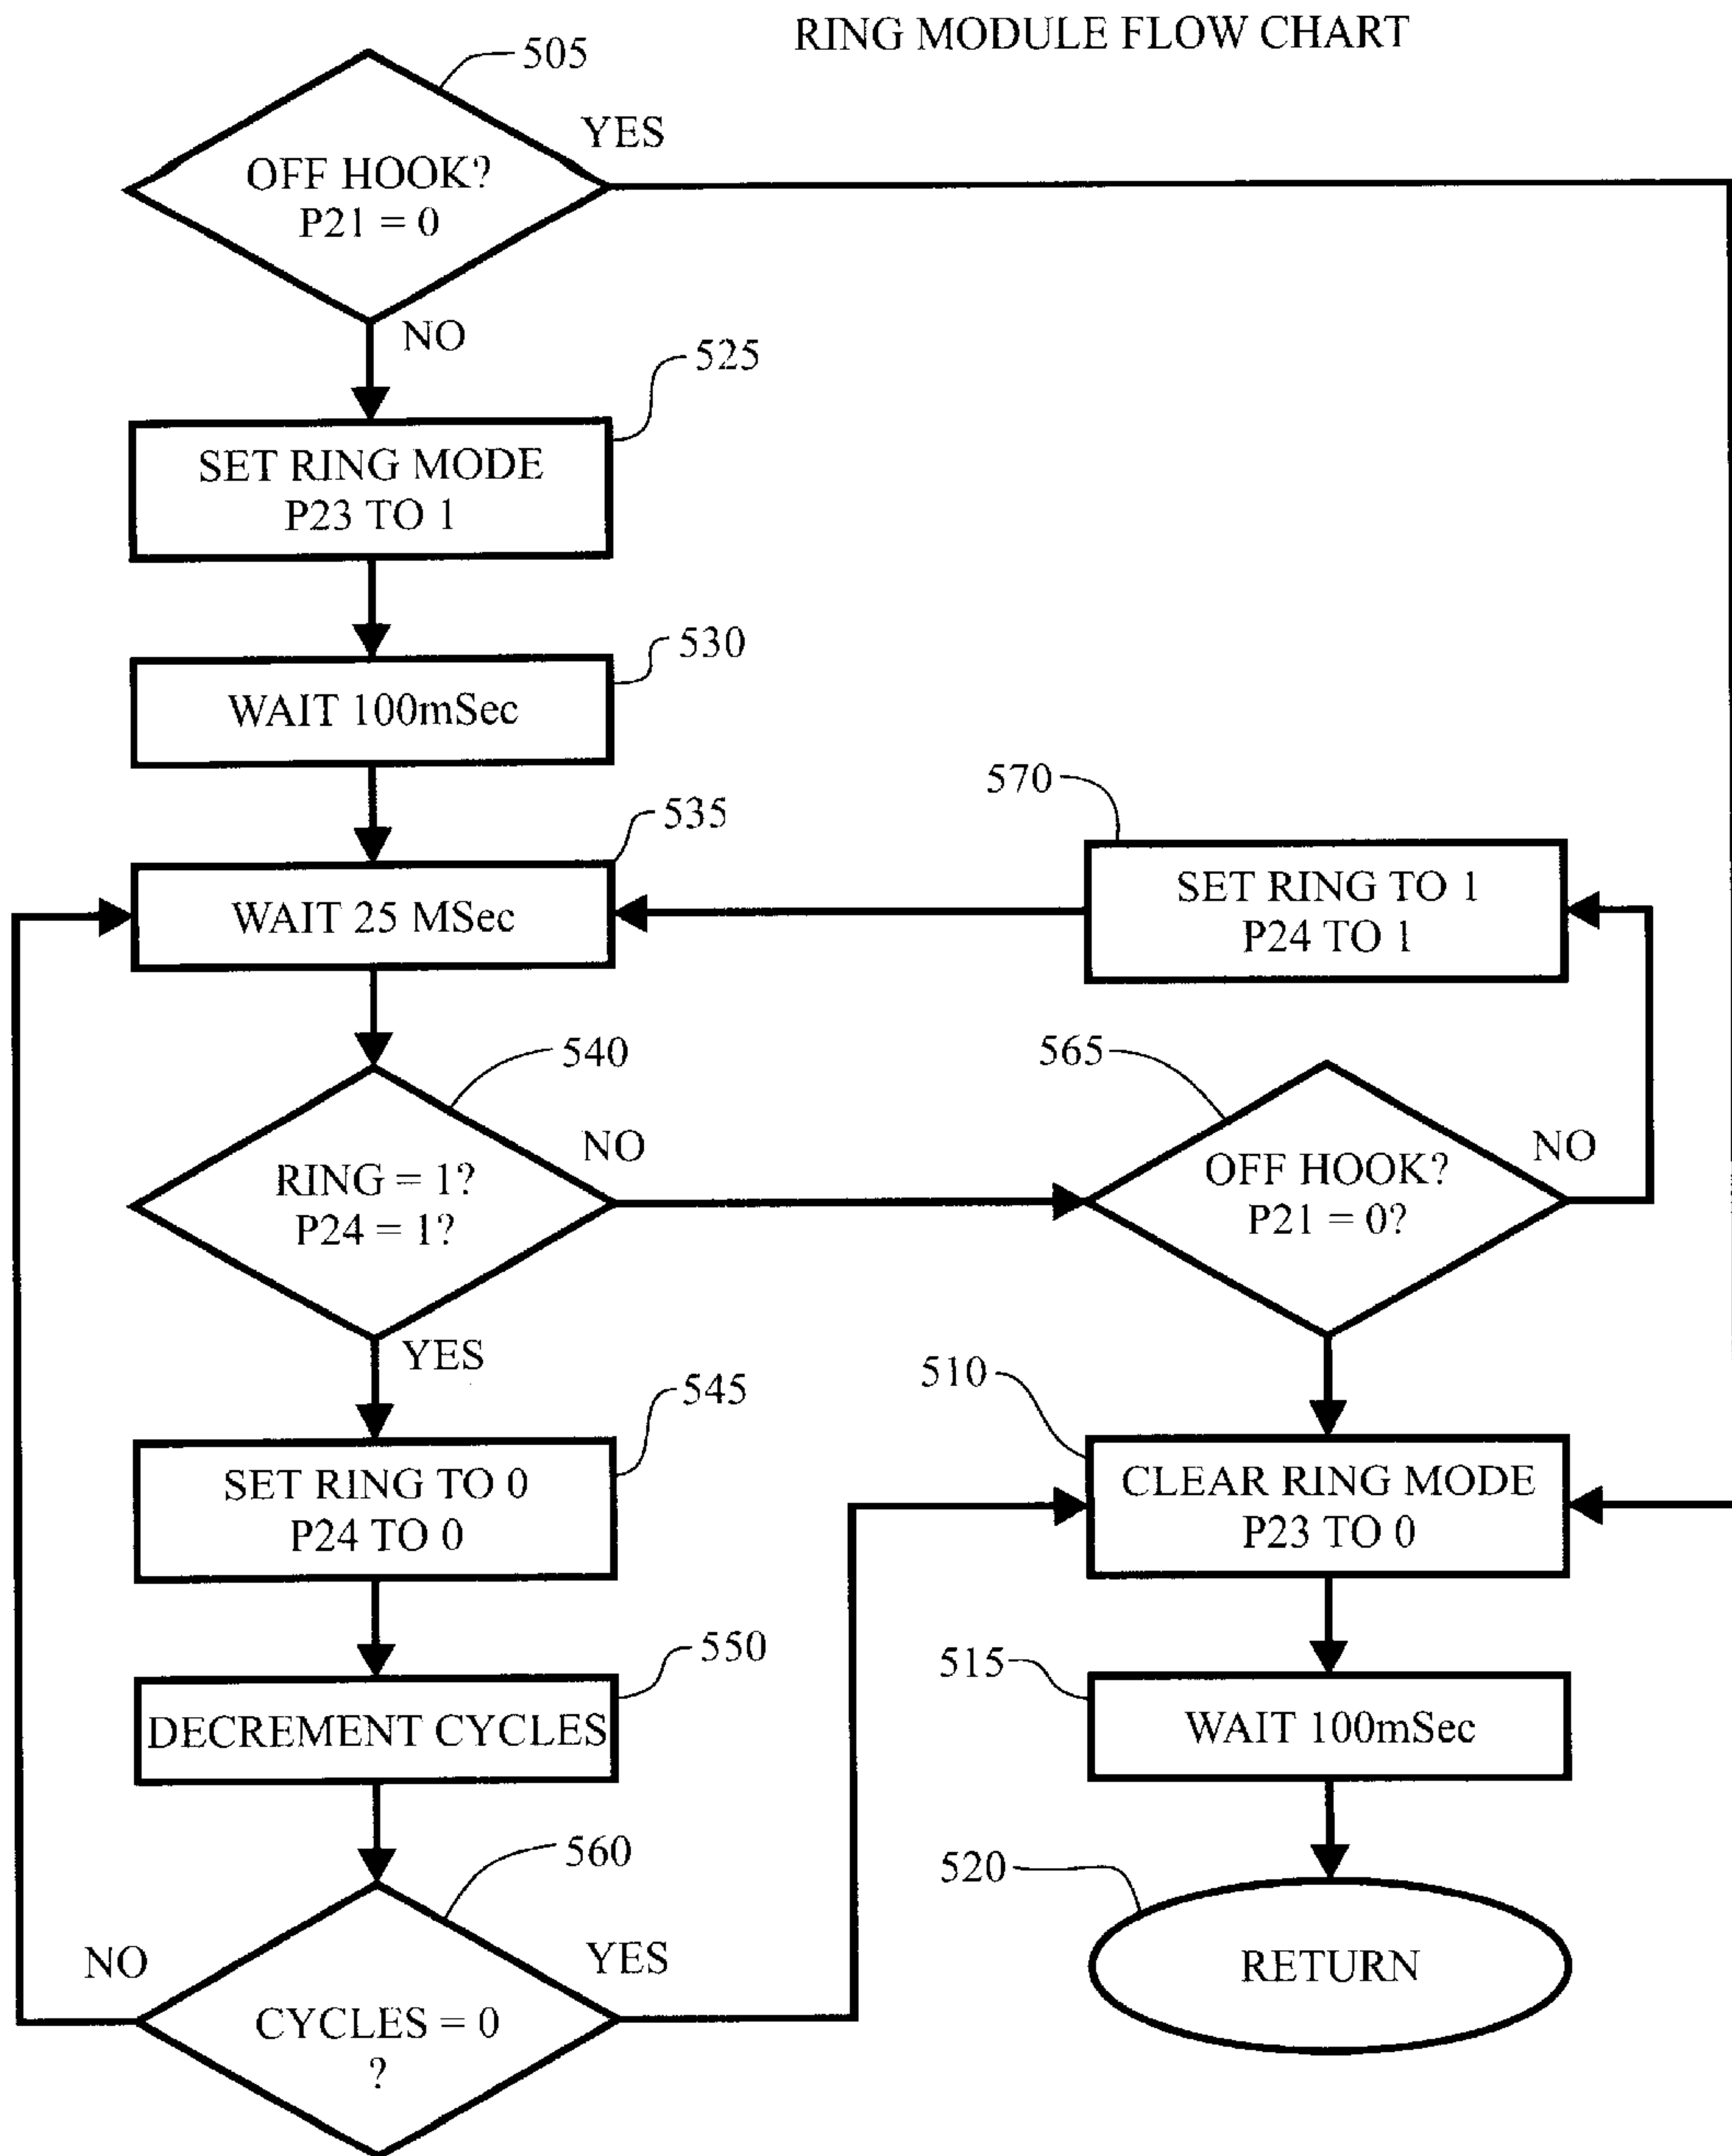 RING MODULE FLOW CHART
505
YES
OFF HOOK?
P21 = 0
NO
525
SET RING MODE
P23 TO 1
530
WAIT 100mSec
535
WAIT 25 MSec
570
SET RING TO 1
P24 TO 1
540
NO
RING = 1?
P24 = 1?
YES
565
NO
OFF HOOK?
P21 = 0?
545
SET RING TO 0
P24 TO 0
510
CLEAR RING MODE
P23 TO 0
550
DECREMENT CYCLES
515
WAIT 100mSec
560
NO
YES
CYCLES = 0
?
520
RETURN